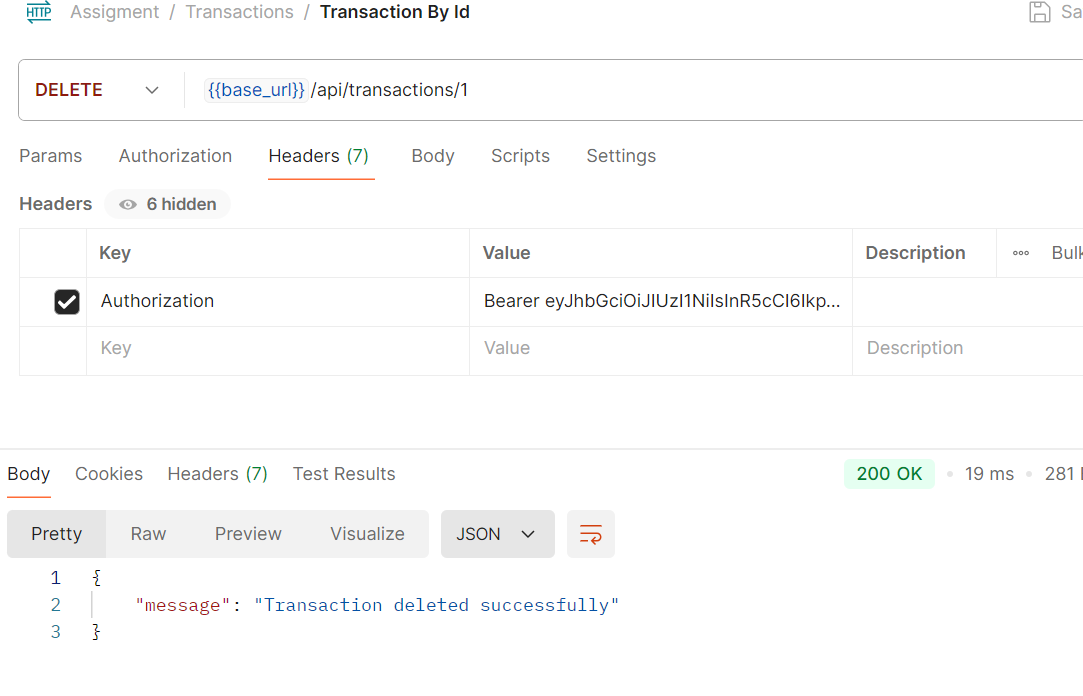 HTTP Assigment / Transactions / Transaction By Id Sa
DELETE {{base_url}} /api/transactions/1
Params Authorization Headers (7) Body Scripts Settings
Headers 6 hidden
Key Value Description ooo Bulk
Authorization Bearer eyJhbGciOiJIUzI1NiIsInR5cCI6Ikp...
Key Value Description
Body Cookies Headers (7) Test Results 200 OK 19 ms 281
Pretty Raw Preview Visualize JSON
1 {
2 "message": "Transaction deleted successfully"
3 }